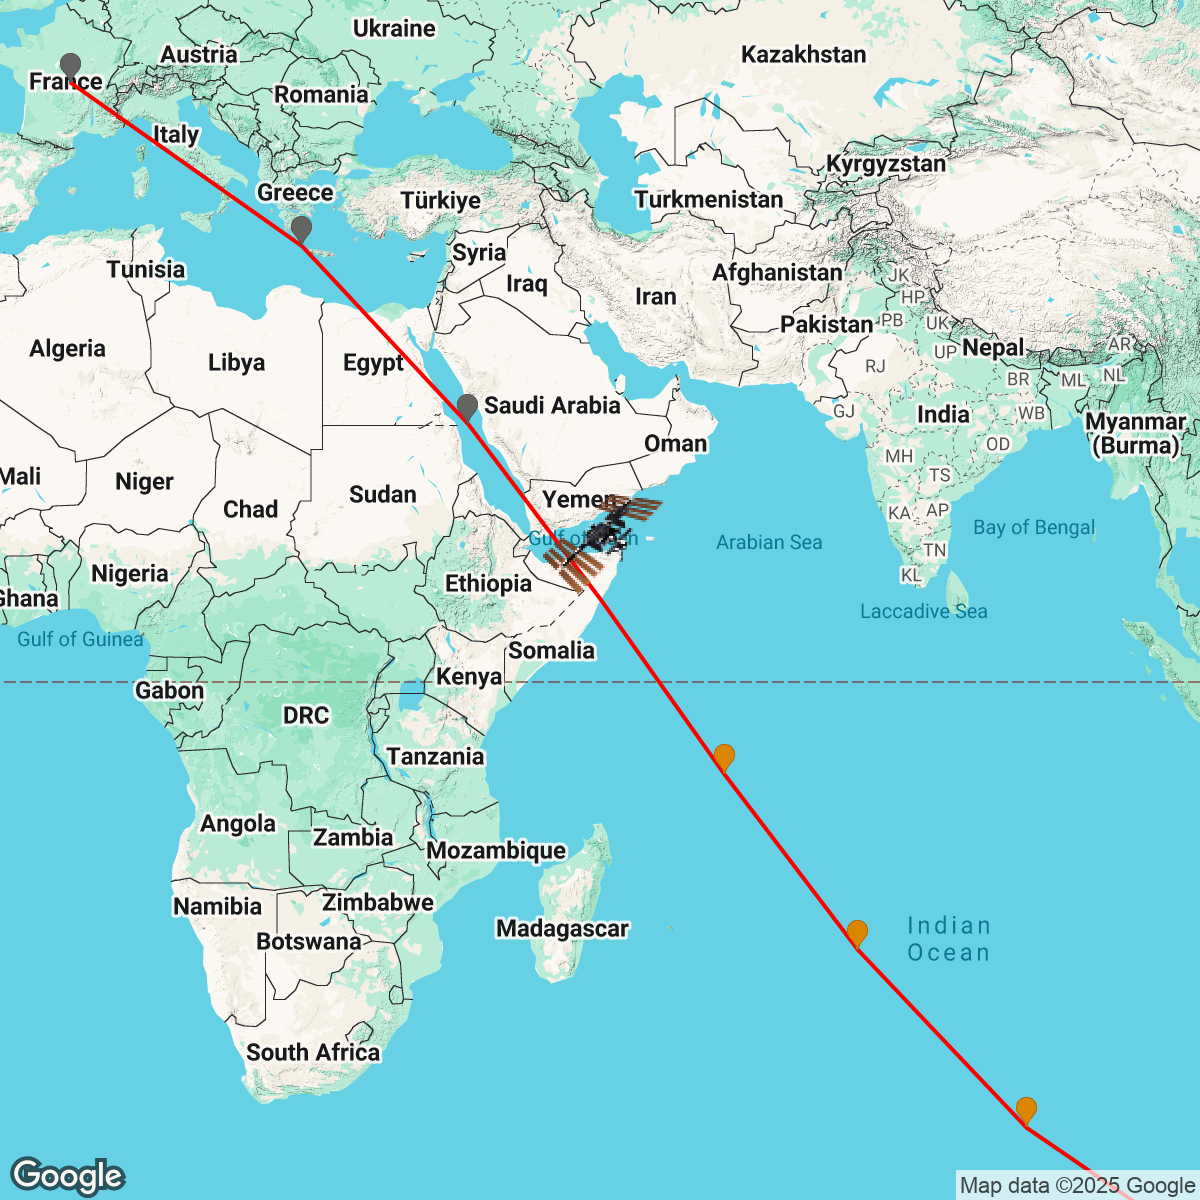 Ukraine
Austria
Kazakhstan
France
Romania
Italy
Kyrgyzstan
Greece
Türkiye
Turkmenistan
Syria
Tunisia
Afghanistan
JK
Iraq
Iran
HP
Pakistan
PB
UK
Algeria
Libya
Egypt
UP
Nepal
AR
RJ
BR
ML
NL
Saudi Arabia
GJ
India
WB
Myanmar
(Burma)
Oman
OD
MH
Mali
Niger
TS
Sudan
Yemen
Chad
KA
AP
Bay of Bengal
Gulf of
Arabian Sea
TN
Nigeria
KL
Ethiopia
Ghana
Laccadive Sea
Gulf of Guinea
Somalia
Kenya
Gabon
DRC
Tanzania
Angola
Zambia
Mozambique
Zimbabwe
Namibia
Madagascar
Indian
Ocean
Botswana
South Africa
Google
Map data ©2025 Google